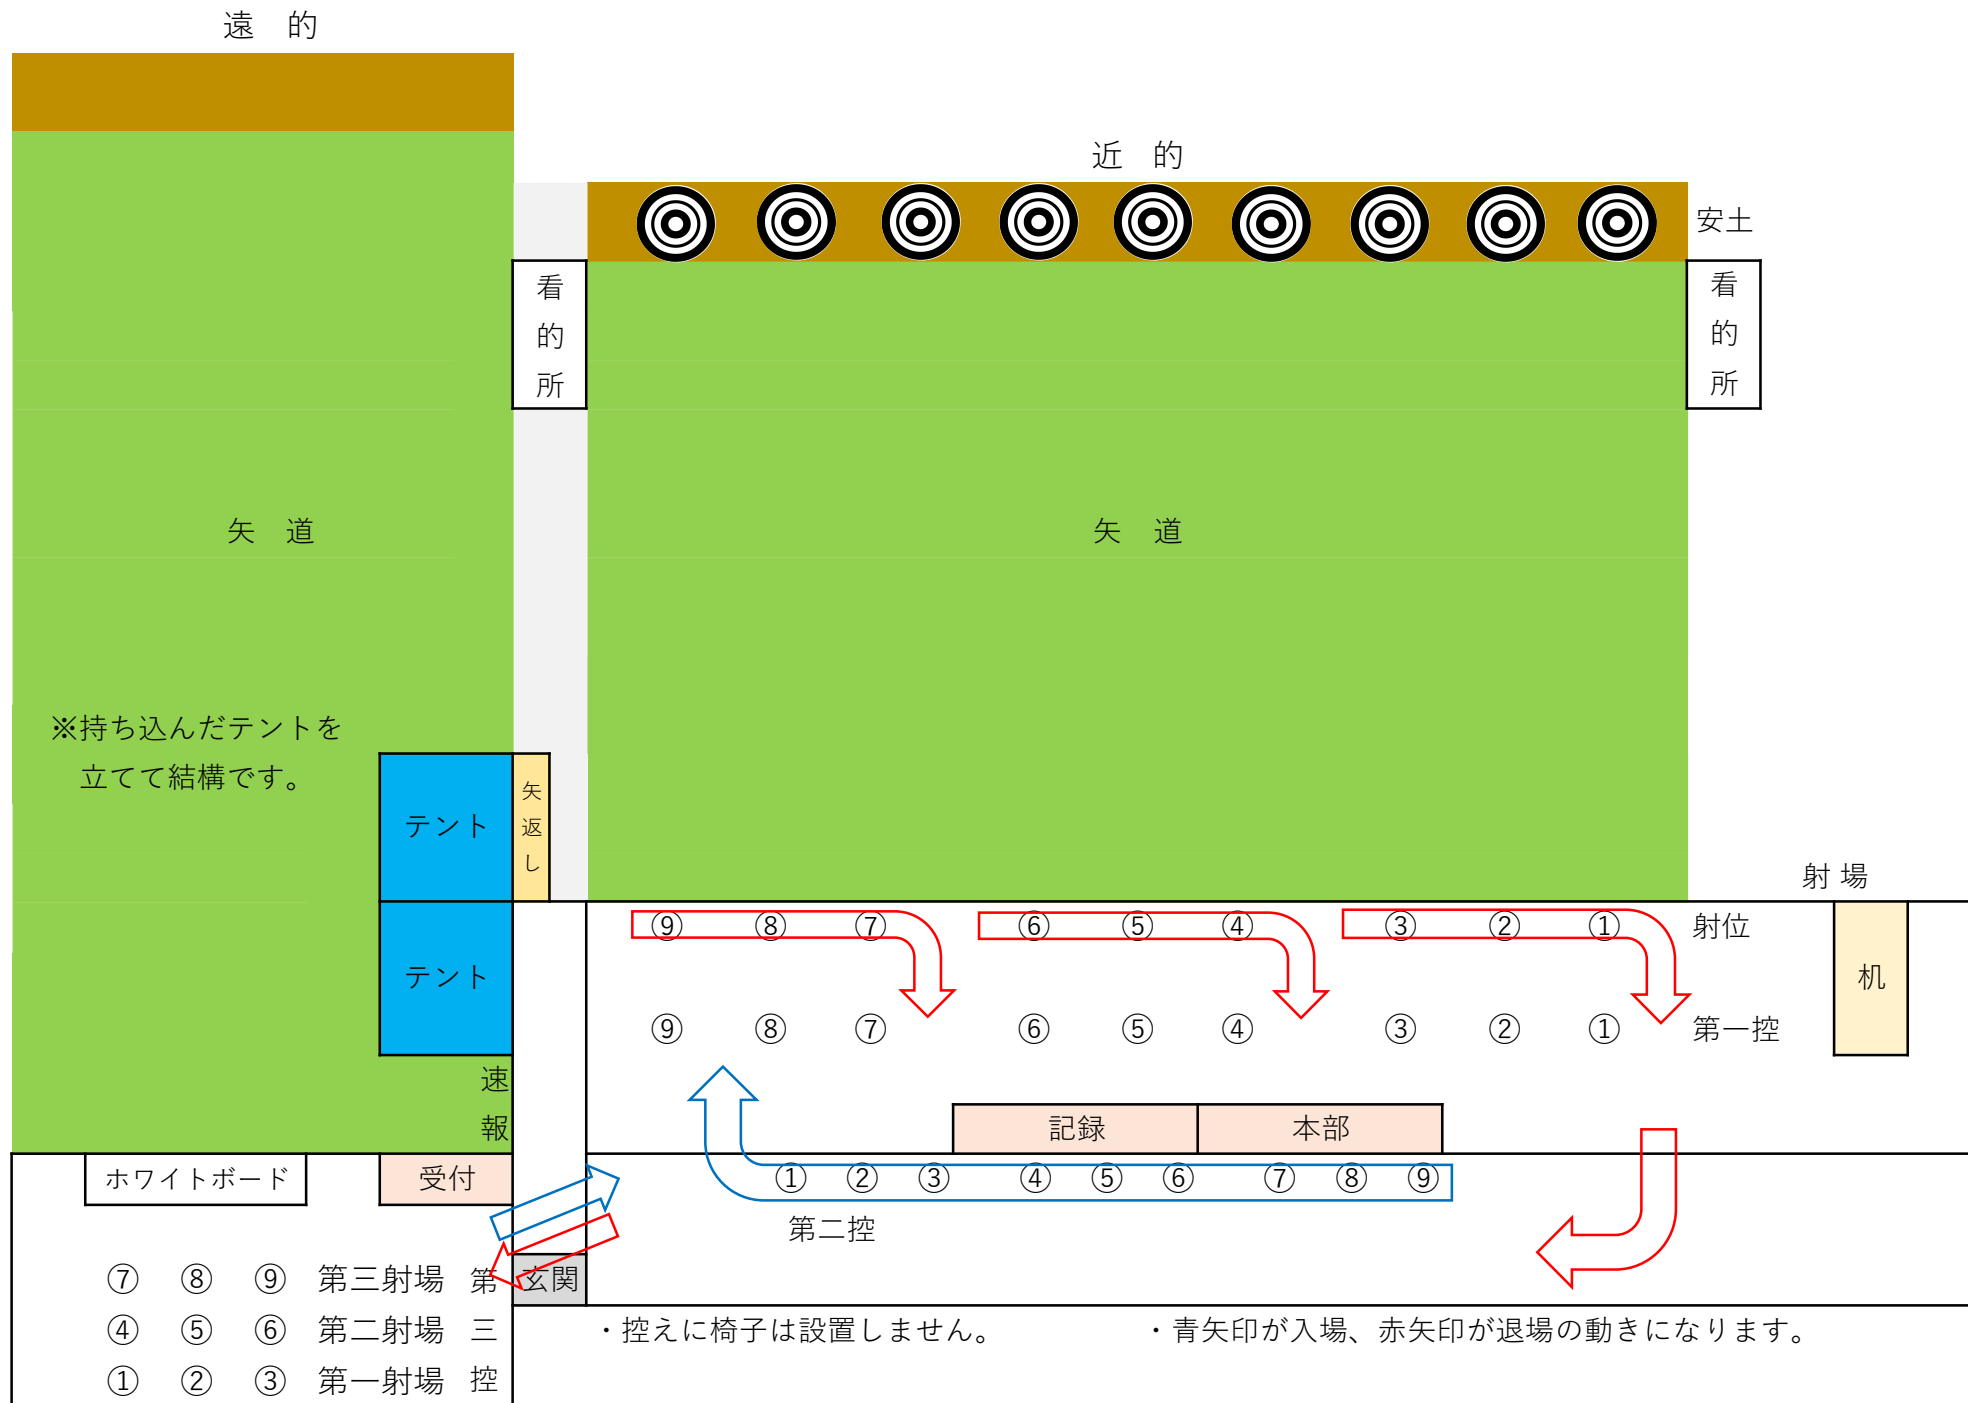 遠　的
近　的
安土
看的所
看的所
矢　道
矢　道
※持ち込んだテントを
立てて結構です。
テント
矢返し
射 場
⑨ ⑧ ⑦ ⑥ ⑤ ④ ③ ② ① 射位
テント
机
⑨ ⑧ ⑦ ⑥ ⑤ ④ ③ ② ① 第一控
速報
記録
本部
ホワイトボード
受付
① ② ③ ④ ⑤ ⑥ ⑦ ⑧ ⑨
第二控
玄関
⑦ ⑧ ⑨ 第三射場
④ ⑤ ⑥ 第二射場
① ② ③ 第一射場
第三控
・控えに椅子は設置しません。
・青矢印が入場、赤矢印が退場の動きになります。